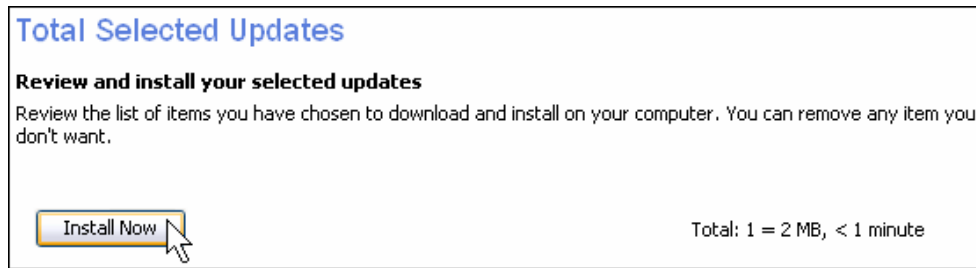 Total Selected Updates
Review and install your selected updates
Review the list of items you have chosen to download and install on your computer. You can remove any item you
don't want.
Install Now
Total: 1 = 2 MB, < 1 minute